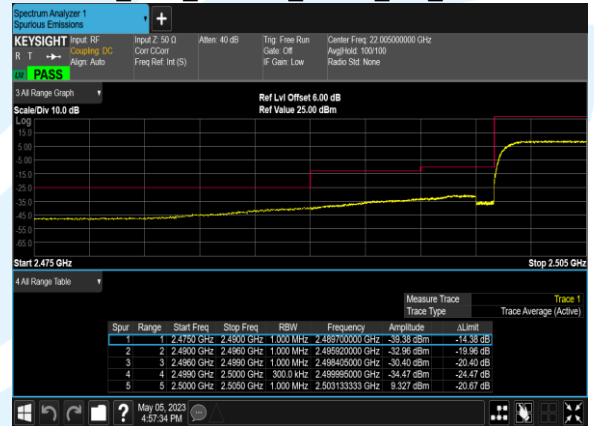 Spectrum Analyzer 1
Spurious Emissions
+
KEYSIGHT Input: RF Input Z: 50 Ω Atten: 40 dB Trig: Free Run Center Freq: 22.005000000 GHz
R T Coupling: DC Corr CCorr Gate: Off Avg|Hold: 100/100
Align: Auto Freq Ref: Int (S) IF Gain: Low Radio Std: None
LW PASS
3 All Range Graph
Ref Lvl Offset 6.00 dB
Scale/Div 10.0 dB Ref Value 25.00 dBm
Log
15.0
5.00
-5.00
-15.0
-25.0
-35.0
-45.0
-55.0
-65.0
Start 2.475 GHz Stop 2.505 GHz
4 All Range Table
Measure Trace Trace 1
Trace Type Trace Average (Active)
Spur Range Start Freq Stop Freq RBW Frequency Amplitude ΔLimit
1 1 2.4750 GHz 2.4900 GHz 1.000 MHz 2.489700000 GHz -39.38 dBm -14.38 dB
2 2 2.4900 GHz 2.4960 GHz 1.000 MHz 2.495920000 GHz -32.96 dBm -19.96 dB
3 3 2.4960 GHz 2.4990 GHz 1.000 MHz 2.498405000 GHz -30.40 dBm -20.40 dB
4 4 2.4990 GHz 2.5000 GHz 300.0 kHz 2.499995000 GHz -34.47 dBm -24.47 dB
5 5 2.5000 GHz 2.5050 GHz 1.000 MHz 2.503133333 GHz 9.327 dBm -20.67 dB
? May 05, 2023
4:57:34 PM